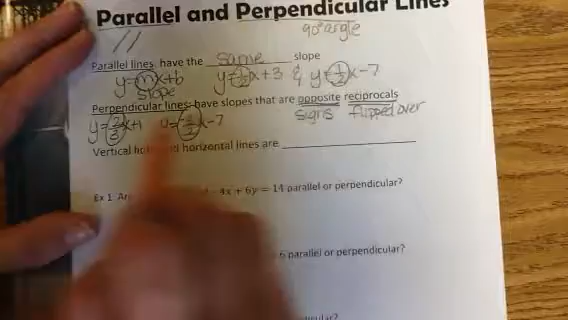 Parallel and Perpendicular Lines
90° angle
//
Parallel lines have the same slope
y=mx+b y=½x+3 & y=½x-7
slope
Perpendicular lines have slopes that are opposite reciprocals
signs flipped over
y=2/3x+1 y=-3/2x-7
Vertical horizontal lines are
Ex 1 - 4x + 6y = 14 parallel or perpendicular?
6 parallel or perpendicular?